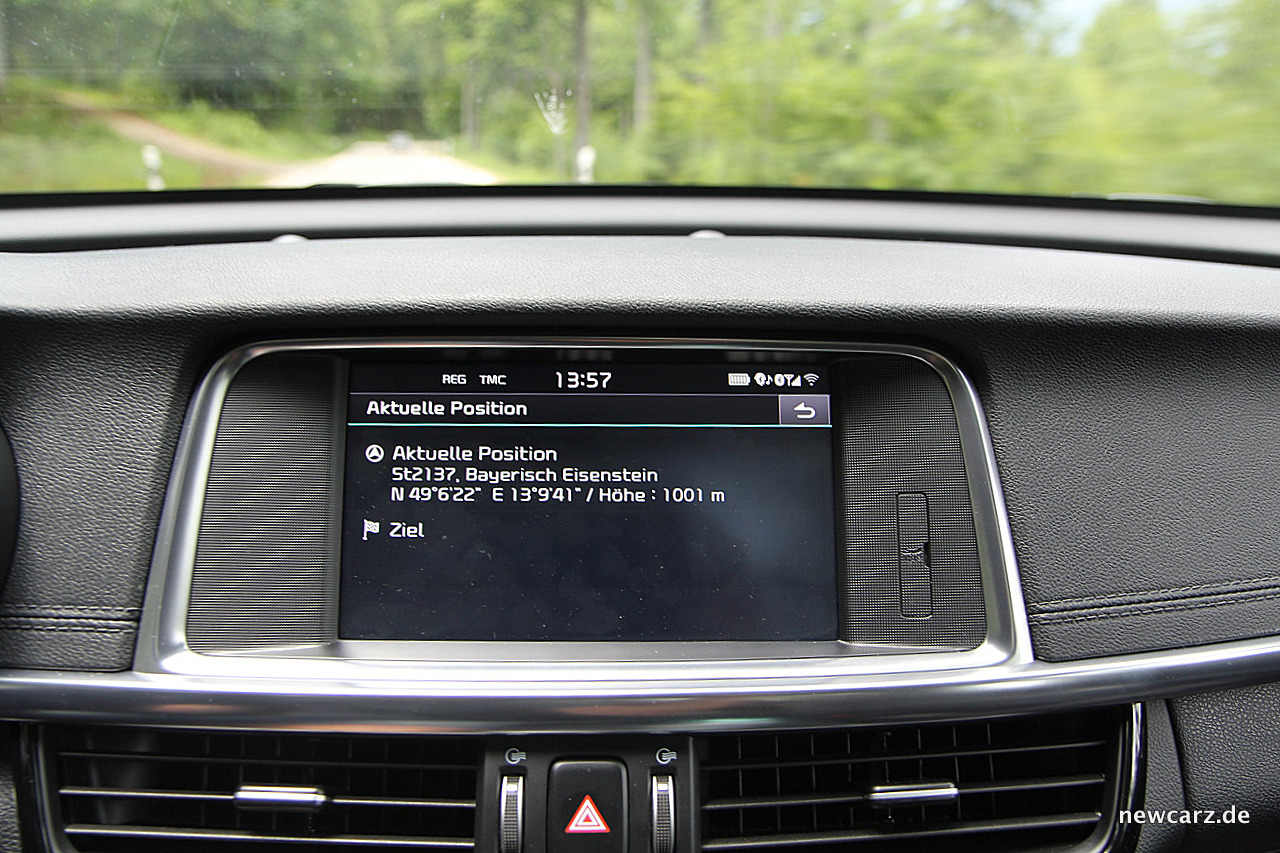 REG TMC 13:57
Aktuelle Position
Aktuelle Position
St2137, Bayerisch Eisenstein
N 49°6'22" E 13°9'41" / Höhe : 1001 m
Ziel
newcarz.de